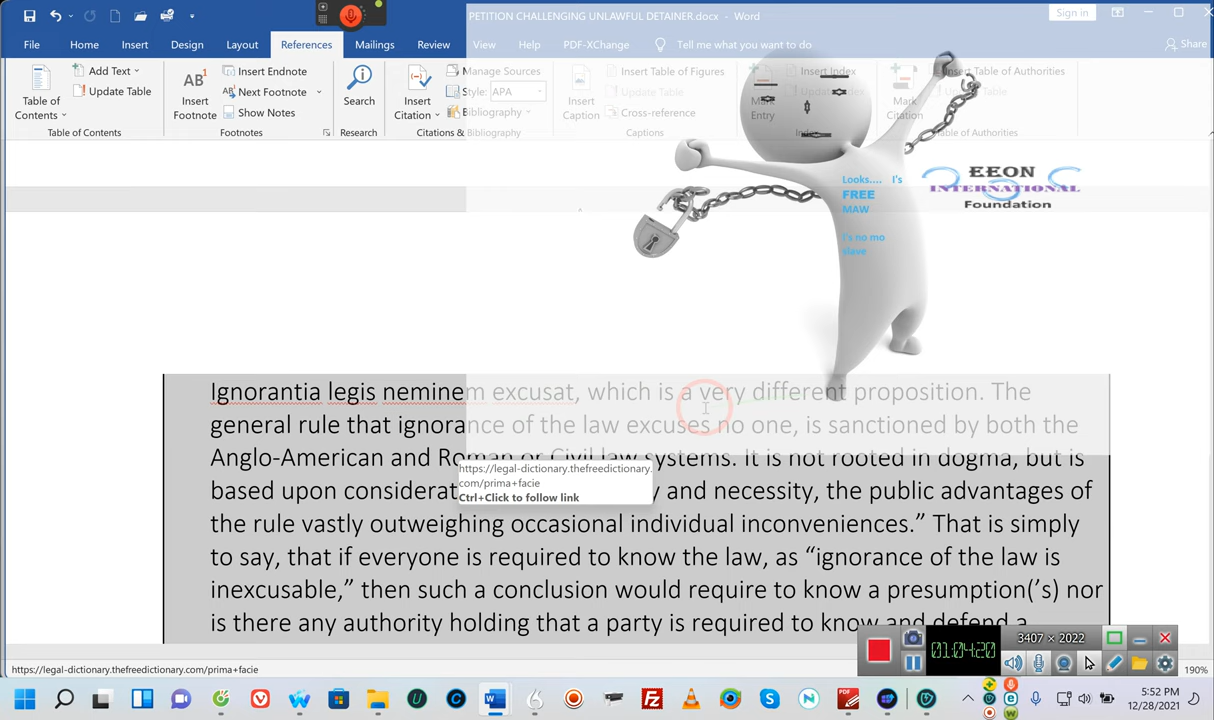 PETITION CHALLENGING UNLAWFUL DETAINER.docx - Word
Sign in
File Home Insert Design Layout References Mailings Review View Help PDF-XChange Tell me what you want to do Share
Table of Contents
Add Text
Update Table
Table of Contents
AB1
Insert Footnote
Insert Endnote
Next Footnote
Show Notes
Footnotes
Search
Research
Insert Citation
Manage Sources
Style: APA
Bibliography
Citations & Bibliography
Insert Caption
Insert Table of Figures
Update Table
Cross-reference
Captions
Mark Entry
Insert Index
Mark Citation
Insert Table of Authorities
Table of Authorities
Looks.... I's
FREE
MAW
I's no mo
slave
EEON
INTERNATIONAL
Foundation
Ignorantia legis neminem excusat, which is a very different proposition. The
general rule that ignorance of the law excuses no one, is sanctioned by both the
Anglo-American and Roman or Civil law systems. It is not rooted in dogma, but is
based upon considerat y and necessity, the public advantages of
https://legal-dictionary.thefreedictionary.
com/prima+facie
Ctrl+Click to follow link
the rule vastly outweighing occasional individual inconveniences.” That is simply
to say, that if everyone is required to know the law, as “ignorance of the law is
inexcusable,” then such a conclusion would require to know a presumption(’s) nor
is there any authority holding that a party is required to know and defend a
01:04:20
3407 × 2022
https://legal-dictionary.thefreedictionary.com/prima+facie
190%
5:52 PM
12/28/2021